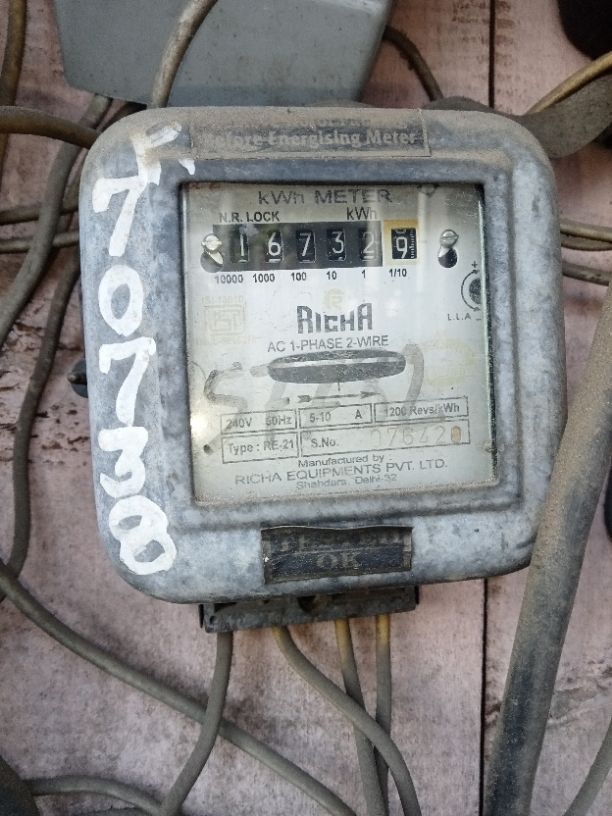 Before Energising Meter
kWh METER
N.R. LOCK kWh
1 6 7 3 2 9
10000 1000 100 10 1 1/10
RICHA
L.L.A
AC 1-PHASE 2-WIRE
240V 50Hz 5-10 A 1200 Revs/kWh
Type : RE-21 S.No.
Manufactured by :
RICHA EQUIPMENTS PVT. LTD.
Shahdara, Delhi-32
OK
70738